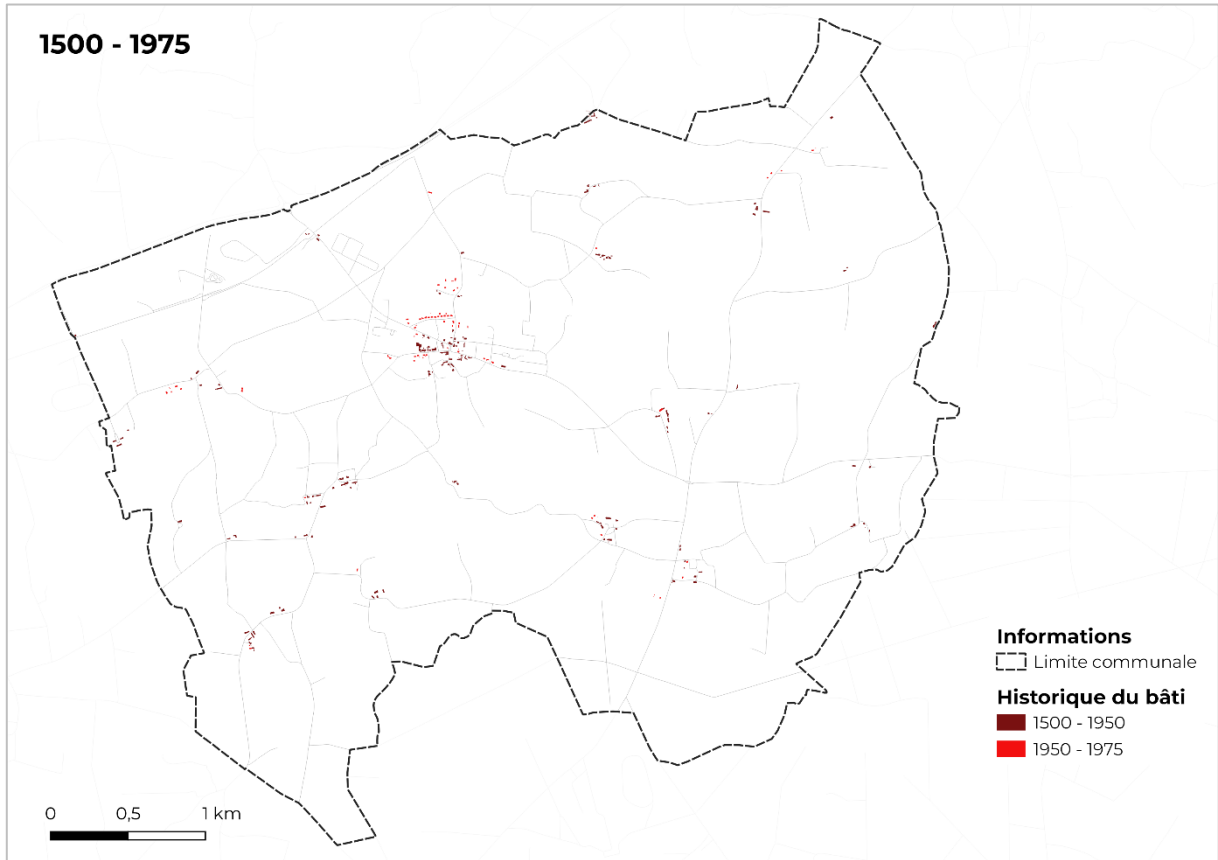 1500 - 1975
Informations
Limite communale
Historique du bâti
1500 - 1950
1950 - 1975
0 0,5 1 km